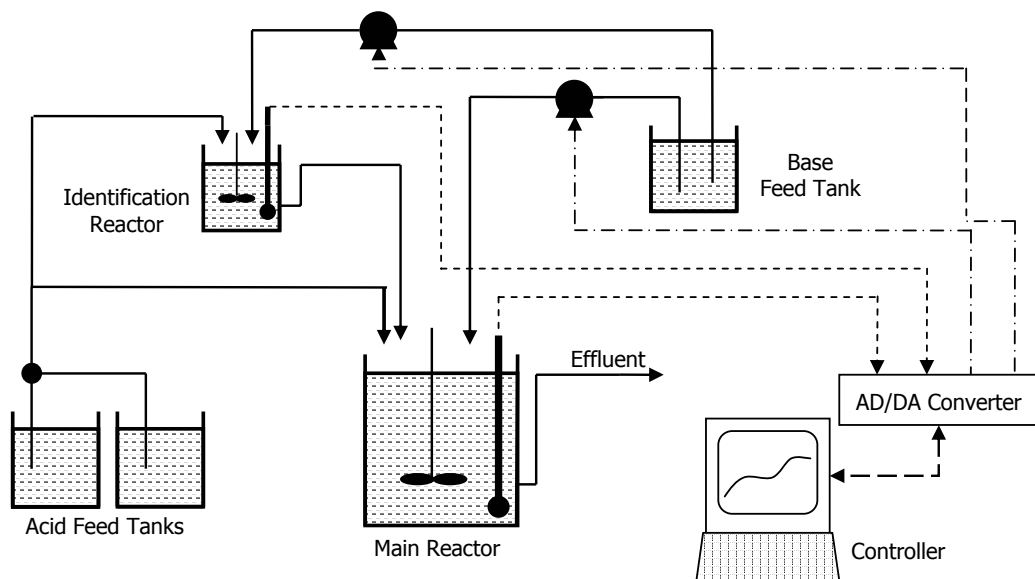 Identification
Reactor
Base
Feed Tank
Effluent
AD/DA Converter
Acid Feed Tanks
Main Reactor
Controller